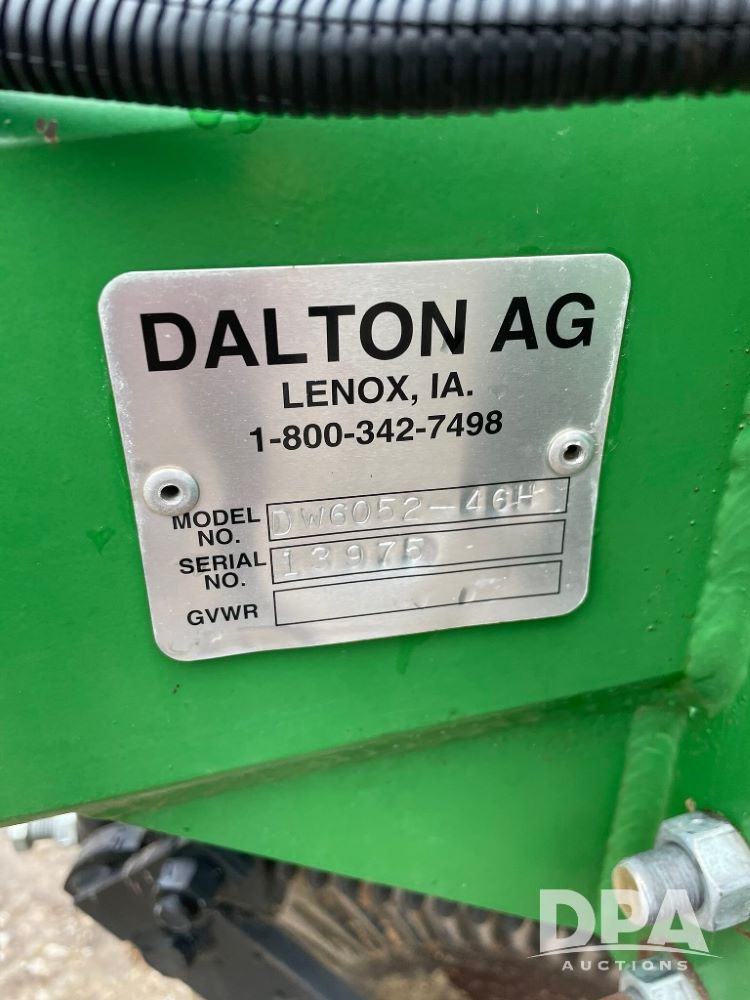 DALTON AG
LENOX, IA.
1-800-342-7498
MODEL NO. DW6052-46H
SERIAL NO. 13975
GVWR
DPA
AUCTIONS